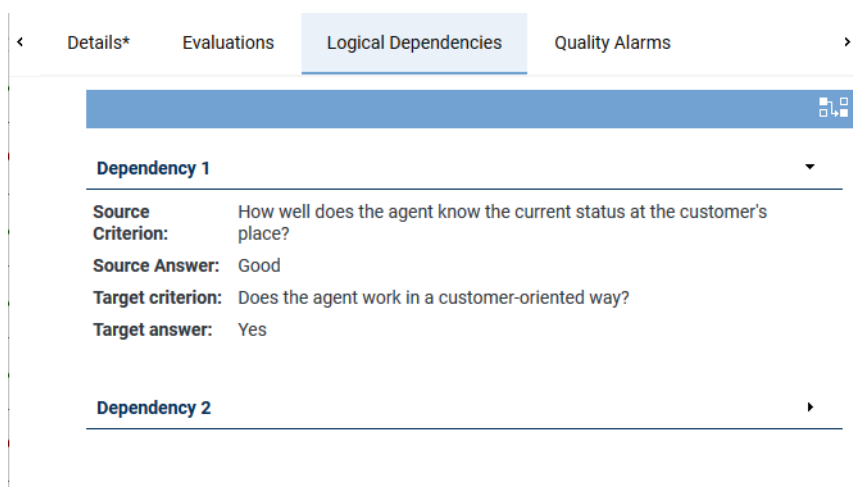 Details* Evaluations Logical Dependencies Quality Alarms
Dependency 1
Source Criterion: How well does the agent know the current status at the customer's place?
Source Answer: Good
Target criterion: Does the agent work in a customer-oriented way?
Target answer: Yes
Dependency 2